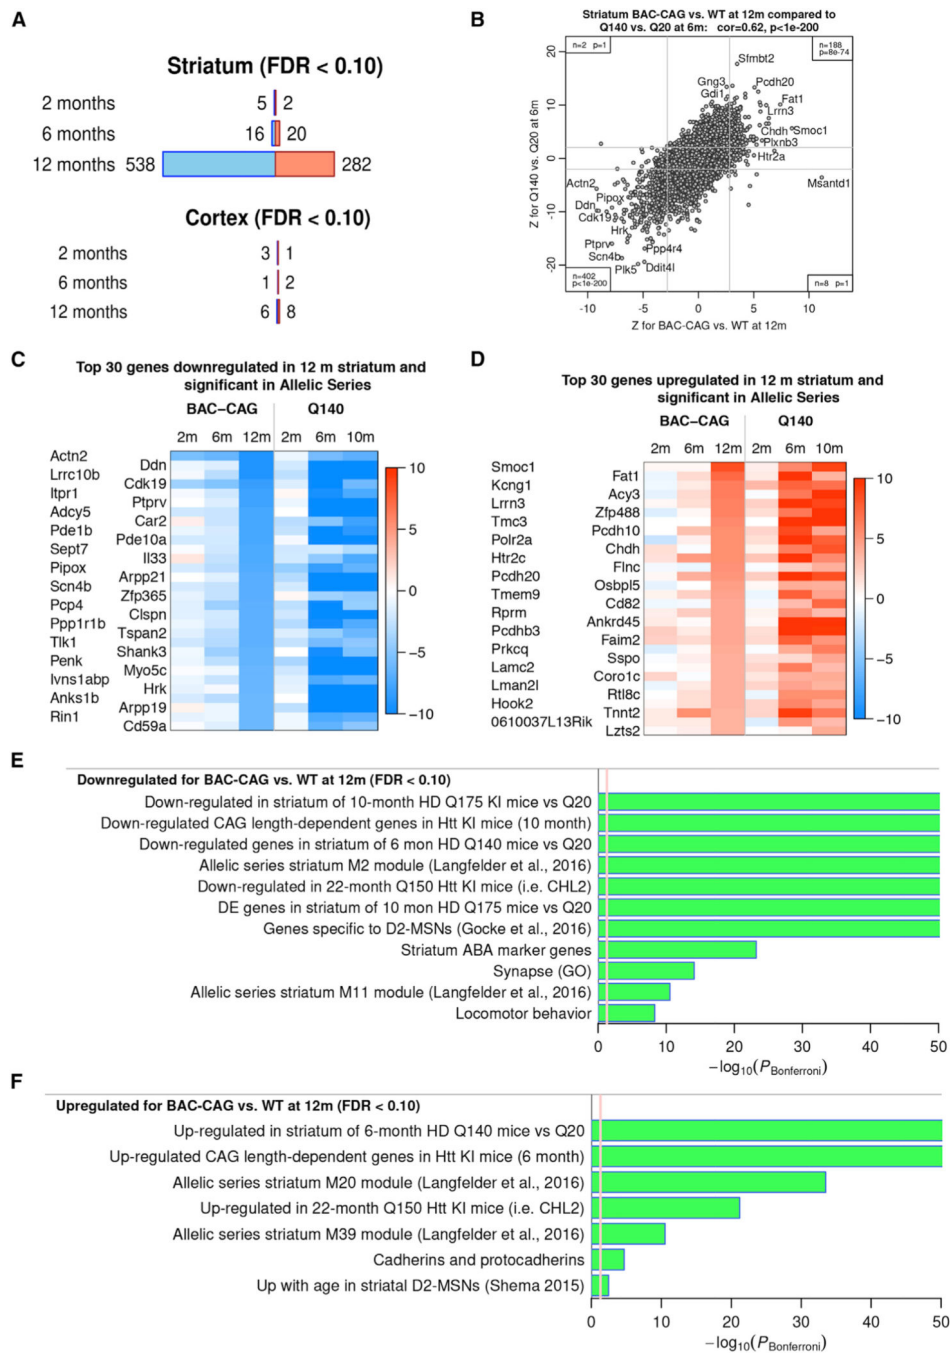 A
Striatum (FDR < 0.10)
2 months 5 2
6 months 16 20
12 months 538 282
Cortex (FDR < 0.10)
2 months 3 1
6 months 1 2
12 months 6 8
B
Striatum BAC-CAG vs. WT at 12m compared to
Q140 vs. Q20 at 6m: cor=0.62, p<1e-200
n=2 p=1
n=188
p=8e-74
Sfmbt2
Gng3
Pcdh20
Gdi1
Fat1
Lrrn3
Chdh
Smoc1
Plxnb3
Htr2a
Msantd1
Actn2
Pipox
Ddn
Cdk19
Hrk
Ptprv
Ppp4r4
Scn4b
Plk5
Ddit4l
n=402
p<1e-200
n=8 p=1
20
10
0
-10
-20
Z for Q140 vs. Q20 at 6m
-10 -5 0 5 10
Z for BAC-CAG vs. WT at 12m
C
Top 30 genes downregulated in 12 m striatum and
significant in Allelic Series
BAC−CAG Q140
2m 6m 12m 2m 6m 10m
Actn2
Ddn
Lrrc10b
Cdk19
Itpr1
Ptprv
Adcy5
Car2
Pde1b
Pde10a
Sept7
Il33
Pipox
Arpp21
Scn4b
Zfp365
Pcp4
Clspn
Ppp1r1b
Tspan2
Tlk1
Shank3
Penk
Myo5c
Ivns1abp
Hrk
Anks1b
Arpp19
Rin1
Cd59a
10
5
0
−5
−10
D
Top 30 genes upregulated in 12 m striatum and
significant in Allelic Series
BAC−CAG Q140
2m 6m 12m 2m 6m 10m
Smoc1
Fat1
Kcng1
Acy3
Lrrn3
Zfp488
Tmc3
Pcdh10
Polr2a
Chdh
Htr2c
Flnc
Pcdh20
Osbpl5
Tmem9
Cd82
Rprm
Ankrd45
Pcdhb3
Faim2
Prkcq
Sspo
Lamc2
Coro1c
Lman2l
Rtl8c
Hook2
Tnnt2
0610037L13Rik
Lzts2
10
5
0
−5
−10
E
Downregulated for BAC-CAG vs. WT at 12m (FDR < 0.10)
Down-regulated in striatum of 10-month HD Q175 KI mice vs Q20
Down-regulated CAG length-dependent genes in Htt KI mice (10 month)
Down-regulated genes in striatum of 6 mon HD Q140 mice vs Q20
Allelic series striatum M2 module (Langfelder et al., 2016)
Down-regulated in 22-month Q150 Htt KI mice (i.e. CHL2)
DE genes in striatum of 10 mon HD Q175 mice vs Q20
Genes specific to D2-MSNs (Gocke et al., 2016)
Striatum ABA marker genes
Synapse (GO)
Allelic series striatum M11 module (Langfelder et al., 2016)
Locomotor behavior
0 10 20 30 40 50
−log10(PBonferroni)
F
Upregulated for BAC-CAG vs. WT at 12m (FDR < 0.10)
Up-regulated in striatum of 6-month HD Q140 mice vs Q20
Up-regulated CAG length-dependent genes in Htt KI mice (6 month)
Allelic series striatum M20 module (Langfelder et al., 2016)
Up-regulated in 22-month Q150 Htt KI mice (i.e. CHL2)
Allelic series striatum M39 module (Langfelder et al., 2016)
Cadherins and protocadherins
Up with age in striatal D2-MSNs (Shema 2015)
0 10 20 30 40 50
−log10(PBonferroni)